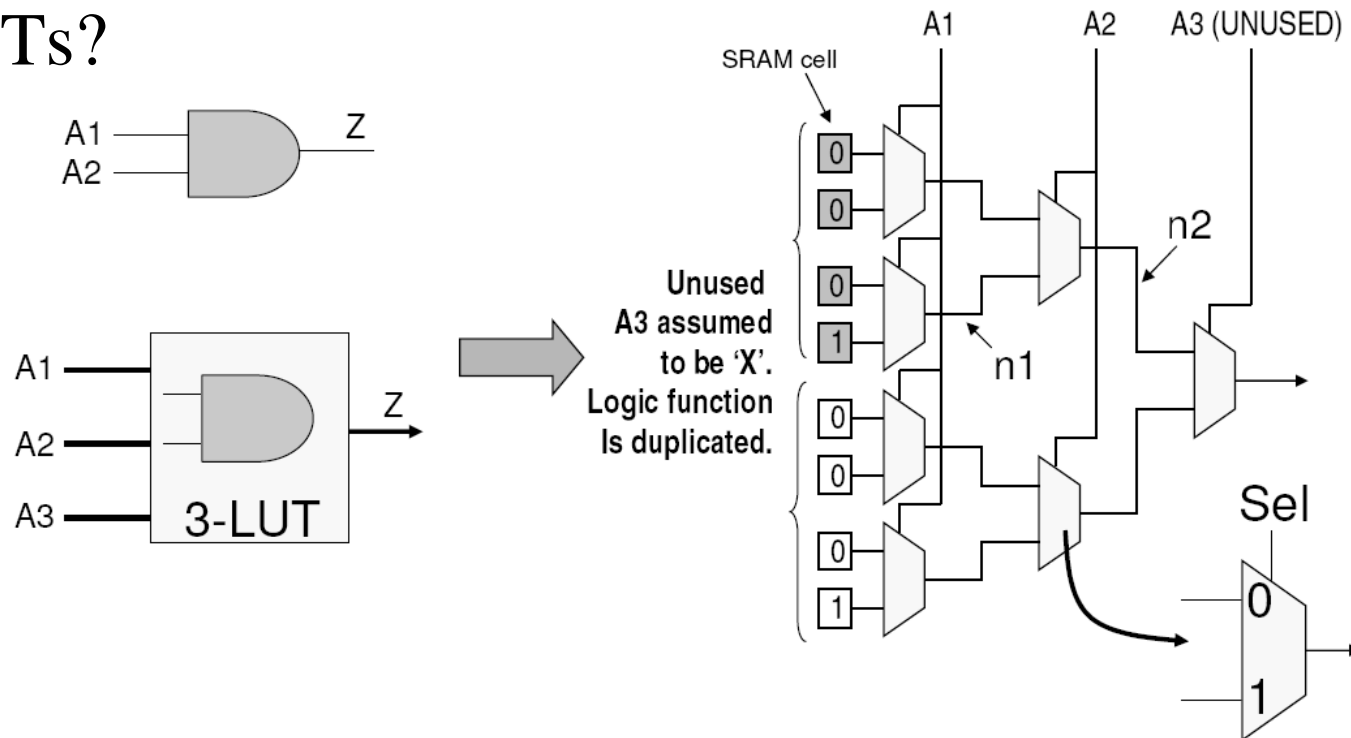 Ts?
A1
A2
Z
A1
A2
A3
Z
3-LUT
Unused
A3 assumed
to be ‘X’.
Logic function
Is duplicated.
SRAM cell
A1
A2
A3 (UNUSED)
0
0
0
1
0
0
0
1
n1
n2
Sel
0
1